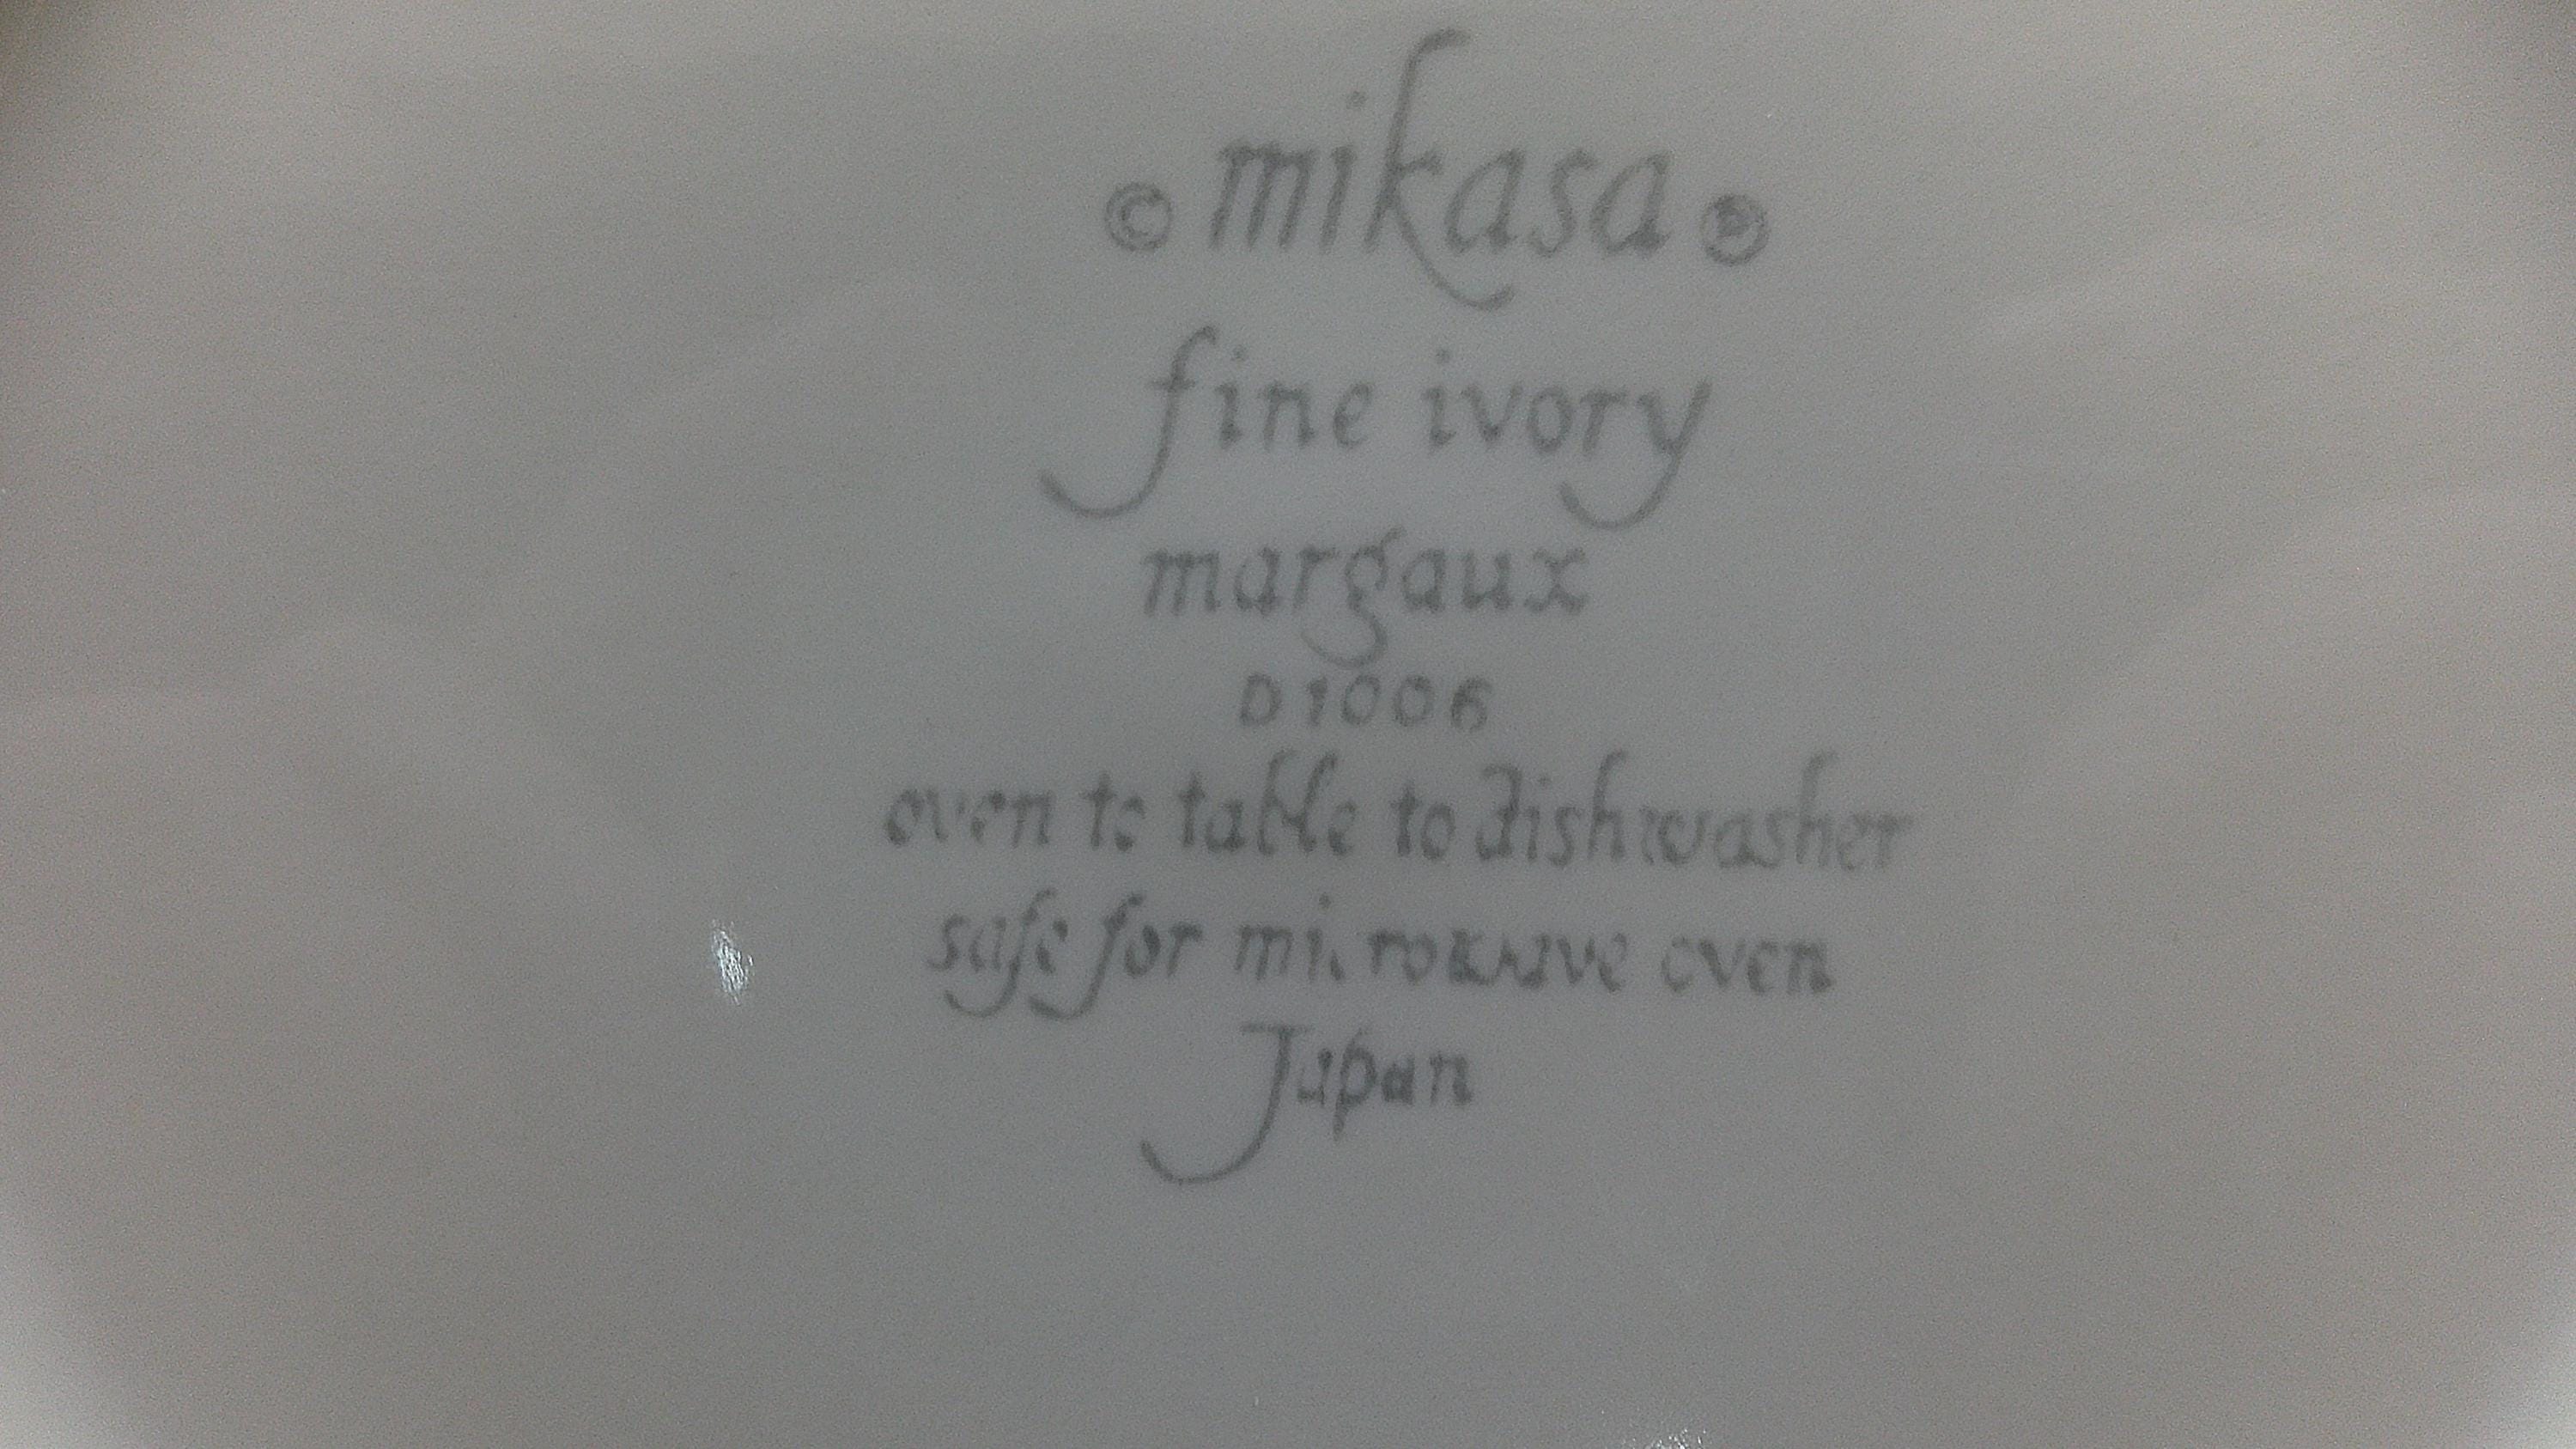 © mikasa ®
fine ivory
margaux
D1006
oven to table to dishwasher
safe for microwave oven
Japan